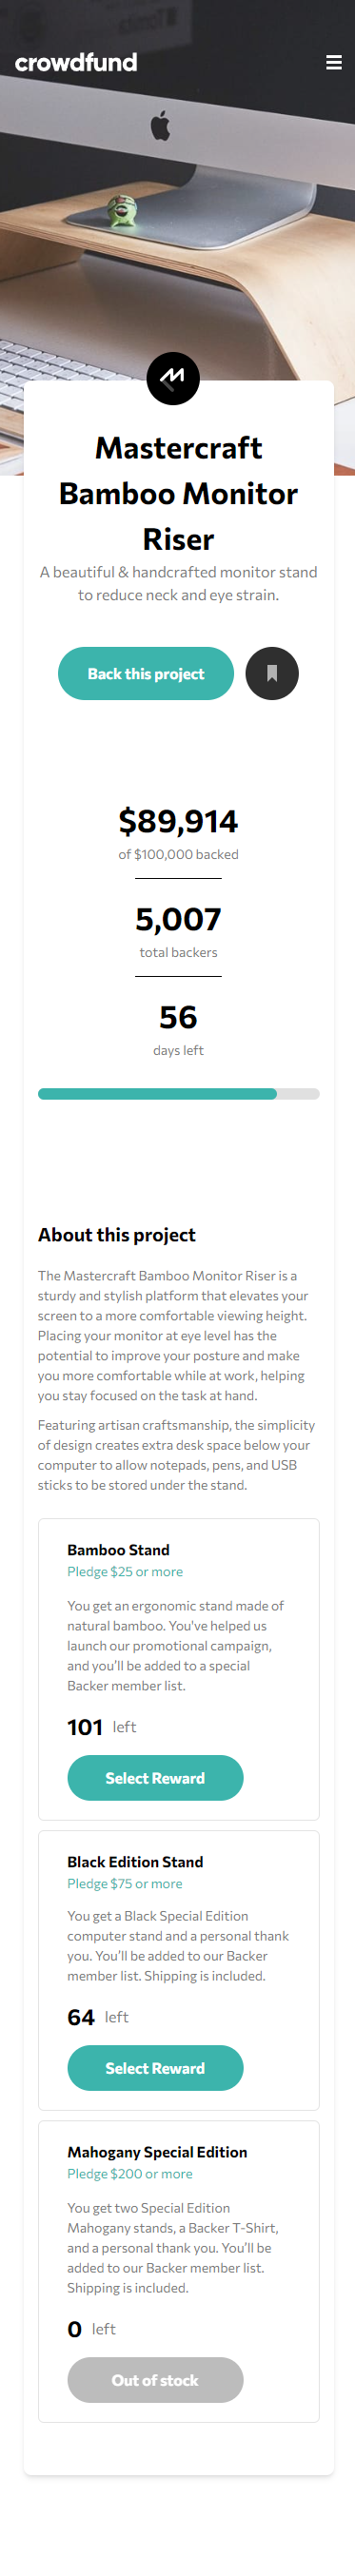 crowdfund
Mastercraft
Bamboo Monitor
Riser
A beautiful & handcrafted monitor stand
to reduce neck and eye strain.
Back this project
$89,914
of $100,000 backed
5,007
total backers
56
days left
About this project
The Mastercraft Bamboo Monitor Riser is a
sturdy and stylish platform that elevates your
screen to a more comfortable viewing height.
Placing your monitor at eye level has the
potential to improve your posture and make
you more comfortable while at work, helping
you stay focused on the task at hand.
Featuring artisan craftsmanship, the simplicity
of design creates extra desk space below your
computer to allow notepads, pens, and USB
sticks to be stored under the stand.
Bamboo Stand
Pledge $25 or more
You get an ergonomic stand made of
natural bamboo. You've helped us
launch our promotional campaign,
and you’ll be added to a special
Backer member list.
101 left
Select Reward
Black Edition Stand
Pledge $75 or more
You get a Black Special Edition
computer stand and a personal thank
you. You’ll be added to our Backer
member list. Shipping is included.
64 left
Select Reward
Mahogany Special Edition
Pledge $200 or more
You get two Special Edition
Mahogany stands, a Backer T-Shirt,
and a personal thank you. You’ll be
added to our Backer member list.
Shipping is included.
0 left
Out of stock